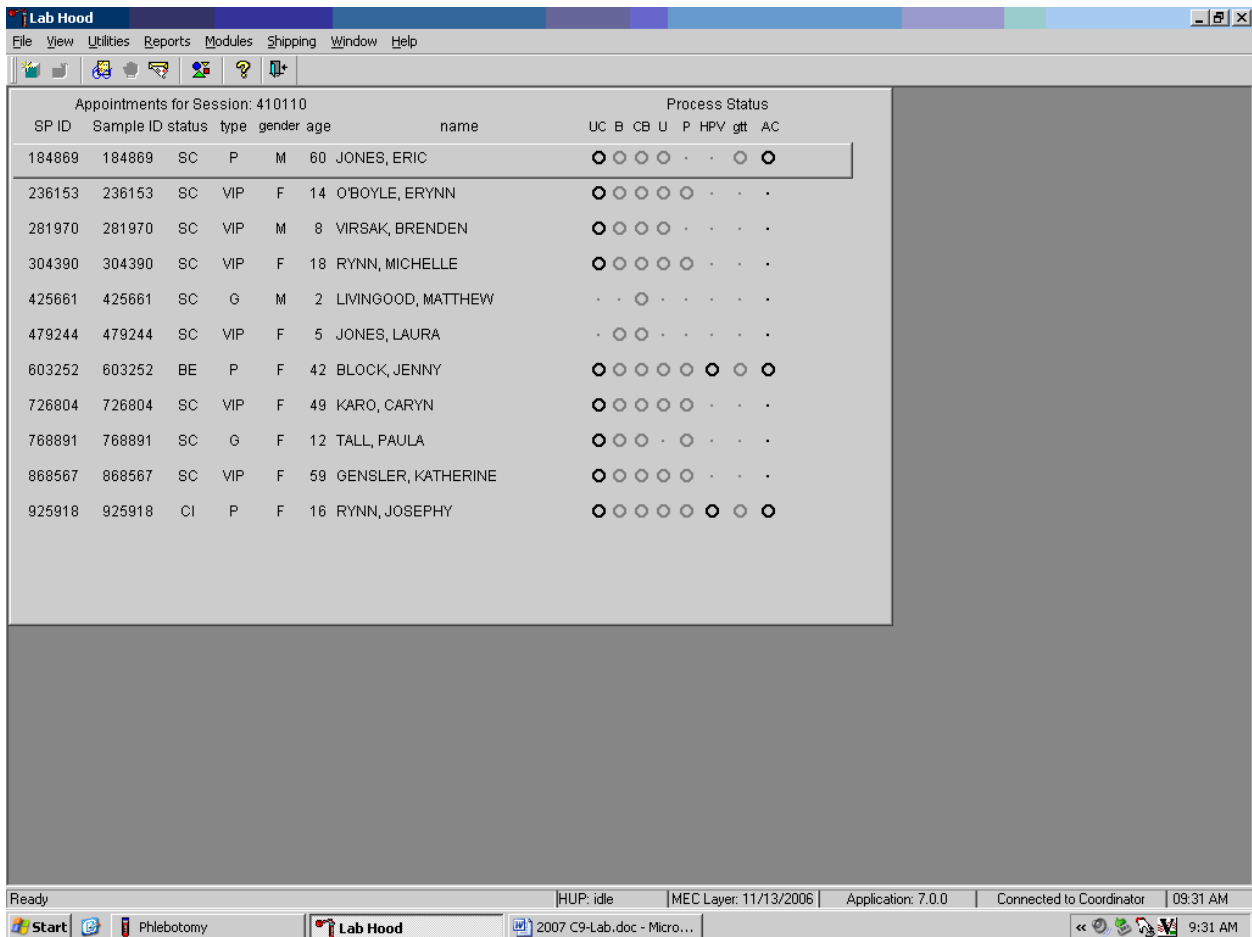 Lab Hood
File View Utilities Reports Modules Shipping Window Help
Appointments for Session: 410110 Process Status
SP ID Sample ID status type gender age name UC B CB U P HPV gtt AC
184869 184869 SC P M 60 JONES, ERIC
236153 236153 SC VIP F 14 O'BOYLE, ERYNN
281970 281970 SC VIP M 8 VIRSAK, BRENDEN
304390 304390 SC VIP F 18 RYNN, MICHELLE
425661 425661 SC G M 2 LIVINGOOD, MATTHEW
479244 479244 SC VIP F 5 JONES, LAURA
603252 603252 BE P F 42 BLOCK, JENNY
726804 726804 SC VIP F 49 KARO, CARYN
768891 768891 SC G F 12 TALL, PAULA
868567 868567 SC VIP F 59 GENSLER, KATHERINE
925918 925918 CI P F 16 RYNN, JOSEPHY
Ready HUP: idle MEC Layer: 11/13/2006 Application: 7.0.0 Connected to Coordinator 09:31 AM
Start Phlebotomy Lab Hood 2007 C9-Lab.doc - Micro... « 9:31 AM